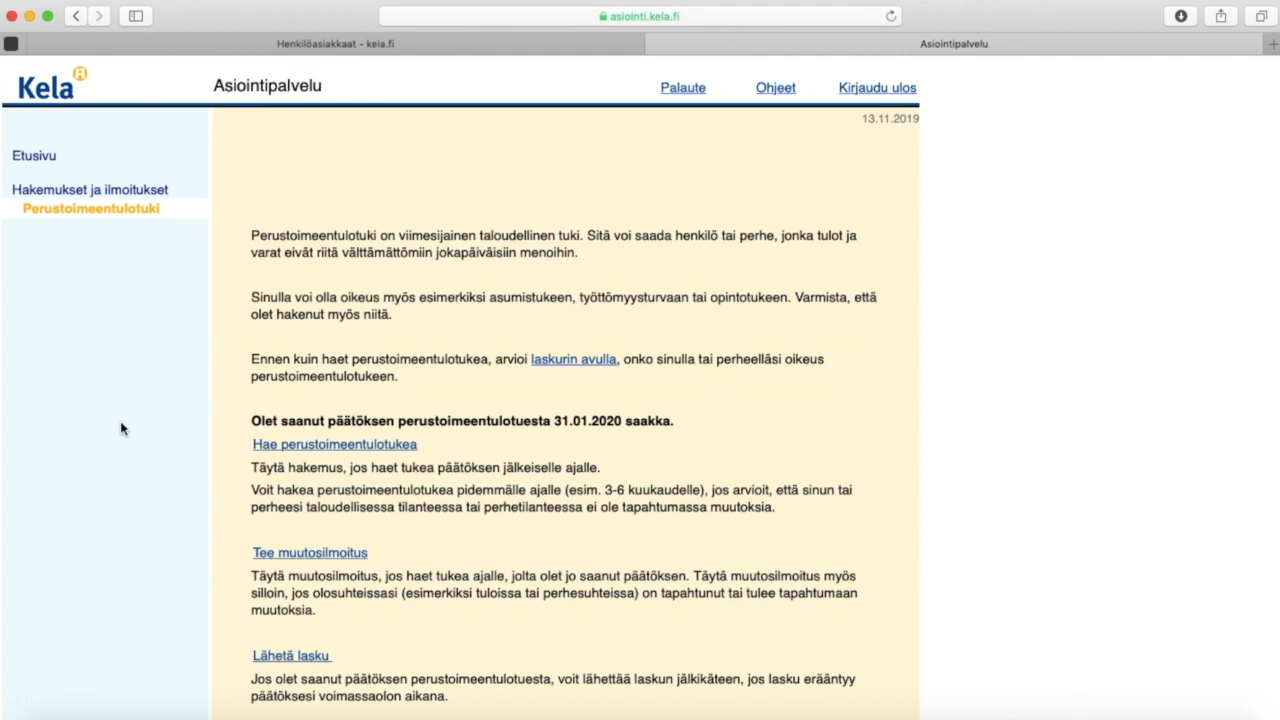 asiointi.kela.fi
Henkilöasiakkaat – kela.fi
Asiointipalvelu
Kela
Asiointipalvelu
Palaute
Ohjeet
Kirjaudu ulos
13.11.2019
Etusivu
Hakemukset ja ilmoitukset
Perustoimeentulotuki
Perustoimeentulotuki on viimesijainen taloudellinen tuki. Sitä voi saada henkilö tai perhe, jonka tulot ja
varat eivät riitä välttämättömiin jokapäiväisiin menoihin.
Sinulla voi olla oikeus myös esimerkiksi asumistukeen, työttömyysturvaan tai opintotukeen. Varmista, että
olet hakenut myös niitä.
Ennen kuin haet perustoimeentulotukea, arvioi laskurin avulla, onko sinulla tai perheelläsi oikeus
perustoimeentulotukeen.
Olet saanut päätöksen perustoimeentulotuesta 31.01.2020 saakka.
Hae perustoimeentulotukea
Täytä hakemus, jos haet tukea päätöksen jälkeiselle ajalle.
Voit hakea perustoimeentulotukea pidemmälle ajalle (esim. 3-6 kuukaudelle), jos arvioit, että sinun tai
perheesi taloudellisessa tilanteessa tai perhetilanteessa ei ole tapahtumassa muutoksia.
Tee muutosilmoitus
Täytä muutosilmoitus, jos haet tukea ajalle, jolta olet jo saanut päätöksen. Täytä muutosilmoitus myös
silloin, jos olosuhteissasi (esimerkiksi tuloissa tai perhesuhteissa) on tapahtunut tai tulee tapahtumaan
muutoksia.
Lähetä lasku
Jos olet saanut päätöksen perustoimeentulotuesta, voit lähettää laskun jälkikäteen, jos lasku erääntyy
päätöksesi voimassaolon aikana.